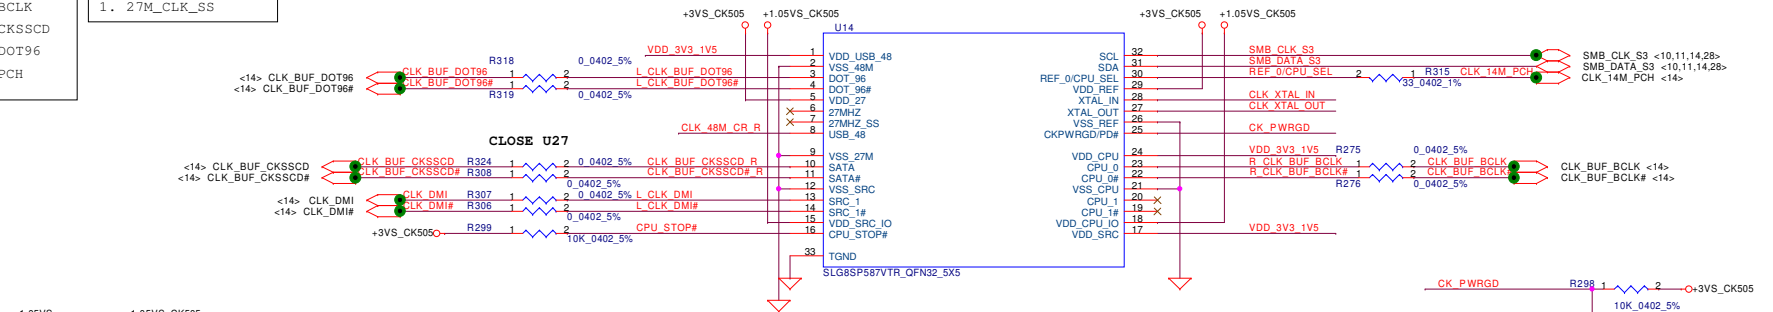 BCLK
CKSSCD
DOT96
PCH
1. 27M_CLK_SS
+3VS_CK505 +1.05VS_CK505
U14
+3VS_CK505 +1.05VS_CK505
VDD_3V3_1V5 1 VDD_USB_48
2 VSS_48M
<14> CLK_BUF_DOT96 CLK_BUF_DOT96 R318 1 2 0_0402_5% L_CLK_BUF_DOT96 3 DOT_96
<14> CLK_BUF_DOT96# CLK_BUF_DOT96# R319 1 2 0_0402_5% L_CLK_BUF_DOT96# 4 DOT_96#
5 VDD_27
6 27MHZ
7 27MHZ_SS
CLK_48M_CR_R 8 USB_48
CLOSE U27
9 VSS_27M
<14> CLK_BUF_CKSSCD CLK_BUF_CKSSCD R324 1 2 0_0402_5% CLK_BUF_CKSSCD_R 10 SATA
<14> CLK_BUF_CKSSCD# CLK_BUF_CKSSCD# R308 1 2 0_0402_5% CLK_BUF_CKSSCD#_R 11 SATA#
12 VSS_SRC
<14> CLK_DMI CLK_DMI R307 1 2 0_0402_5% L_CLK_DMI 13 SRC_1
<14> CLK_DMI# CLK_DMI# R306 1 2 0_0402_5% L_CLK_DMI# 14 SRC_1#
15 VDD_SRC_IO
+3VS_CK505 R299 1 2 10K_0402_5% CPU_STOP# 16 CPU_STOP#
33 TGND
SLG8SP587VTR_QFN32_5X5
SCL 32 SMB_CLK_S3 SMB_CLK_S3 <10,11,14,28>
SDA 31 SMB_DATA_S3 SMB_DATA_S3 <10,11,14,28>
REF_0/CPU_SEL 30 REF_0/CPU_SEL 2 1 R315 33_0402_1% CLK_14M_PCH CLK_14M_PCH <14>
VDD_REF 29
XTAL_IN 28 CLK_XTAL_IN
XTAL_OUT 27 CLK_XTAL_OUT
VSS_REF 26
CKPWRGD/PD# 25 CK_PWRGD
VDD_CPU 24 VDD_3V3_1V5
CPU_0 23 R_CLK_BUF_BCLK R275 1 2 0_0402_5% CLK_BUF_BCLK CLK_BUF_BCLK <14>
CPU_0# 22 R_CLK_BUF_BCLK# R276 1 2 0_0402_5% CLK_BUF_BCLK# CLK_BUF_BCLK# <14>
VSS_CPU 21
CPU_1 20
CPU_1# 19
VDD_CPU_IO 18
VDD_SRC 17 VDD_3V3_1V5
CK_PWRGD R298 1 2 +3VS_CK505
10K_0402_5%